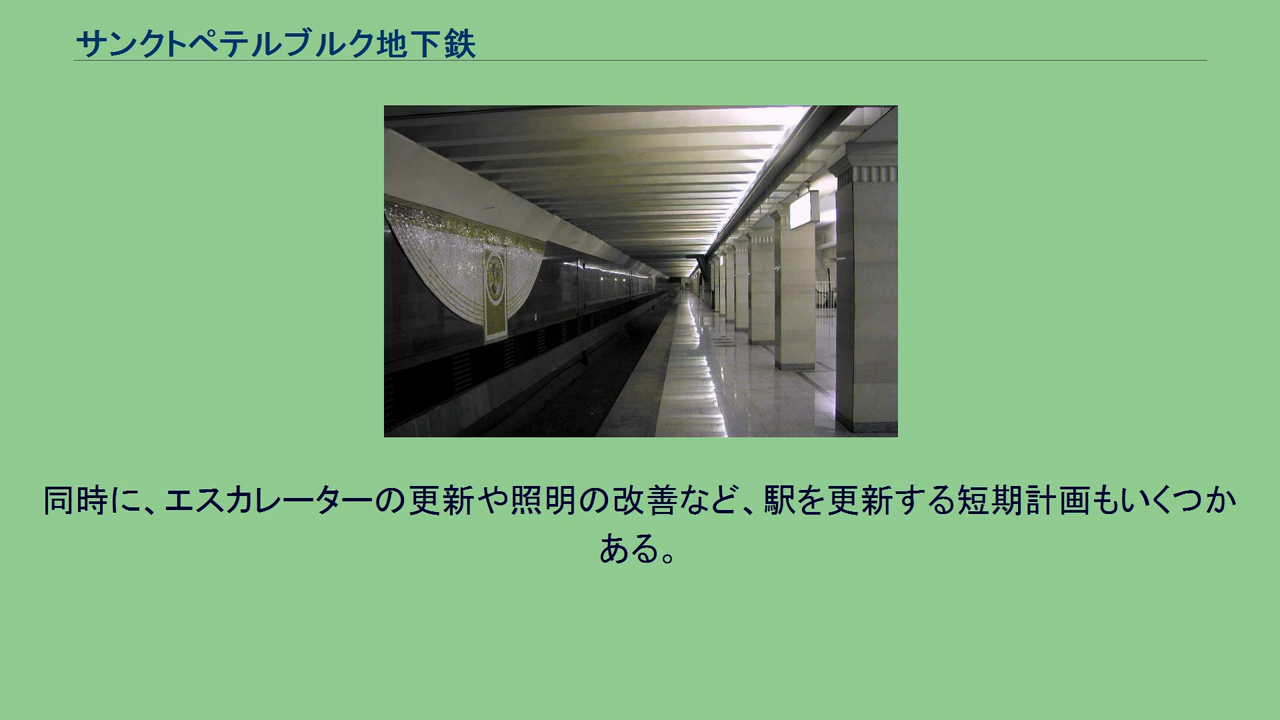 サンクトペテルブルク地下鉄
同時に、エスカレーターの更新や照明の改善など、駅を更新する短期計画もいくつか
ある。